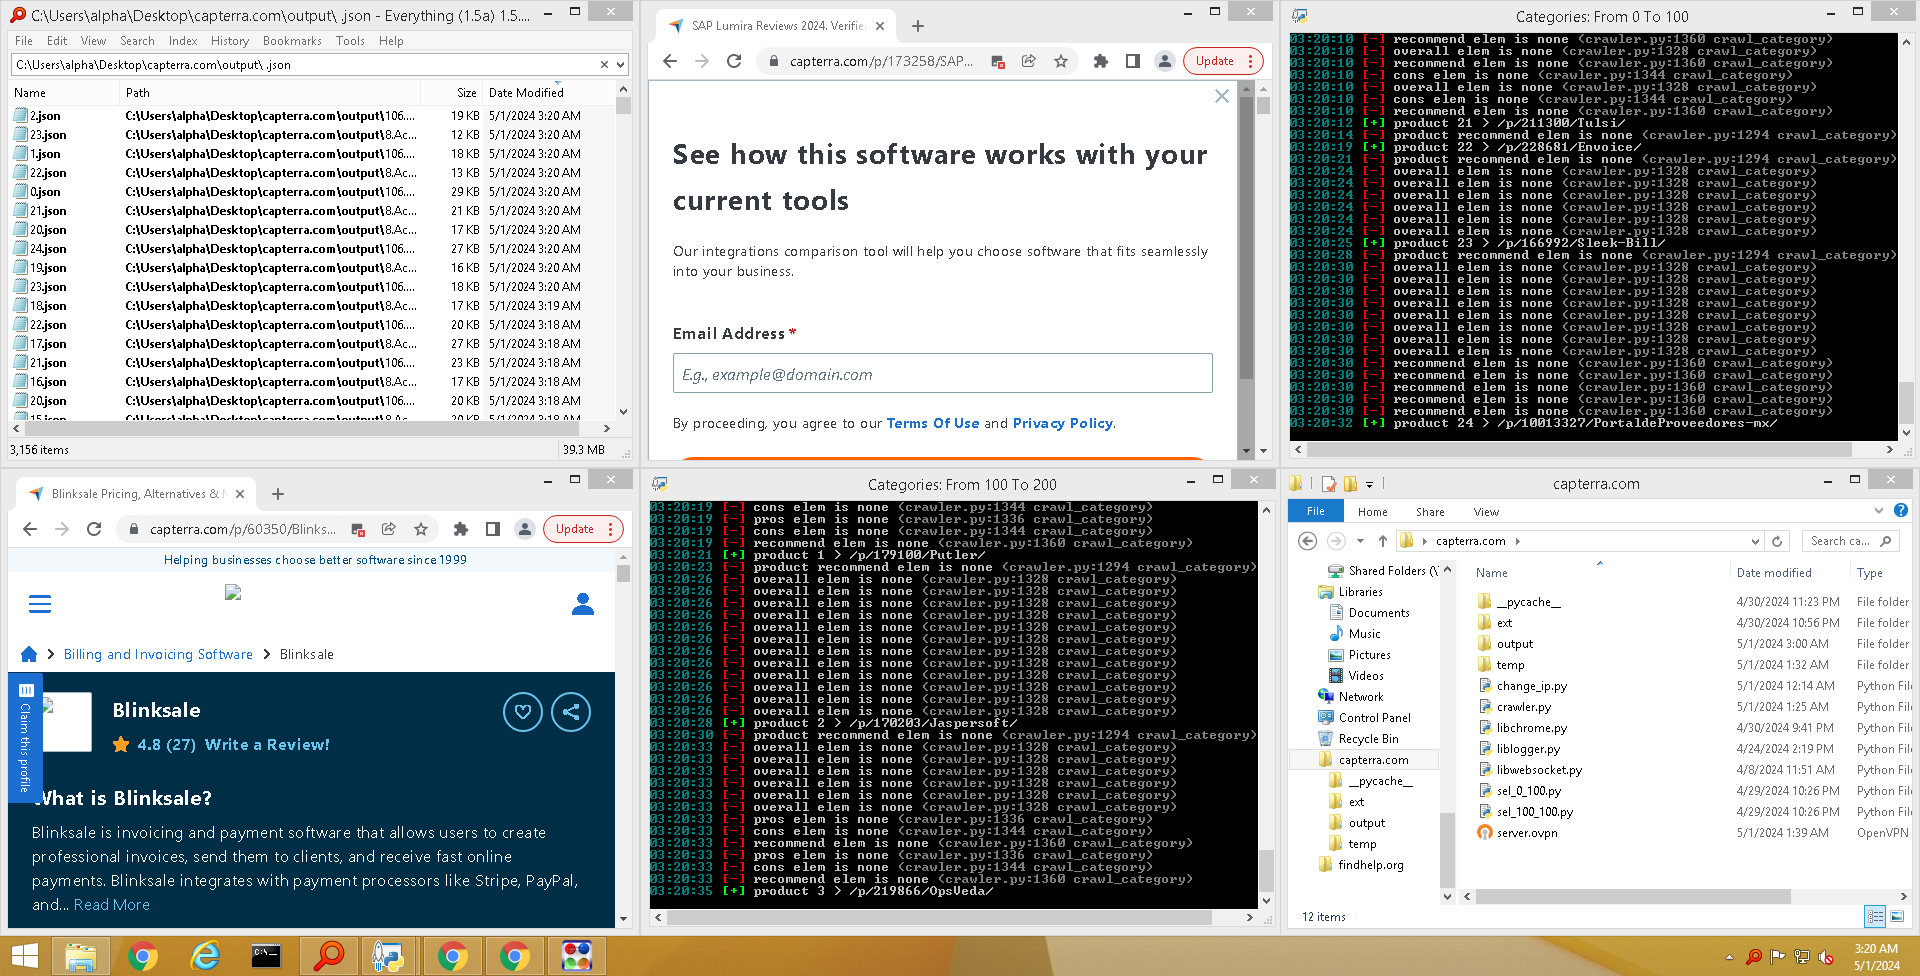 C:\Users\alpha\Desktop\capterra.com\output\ .json - Everything (1.5a) 1.5....
File Edit View Search Index History Bookmarks Tools Help
C:\Users\alpha\Desktop\capterra.com\output\ .json
Name Path Size Date Modified
2.json C:\Users\alpha\Desktop\capterra.com\output\106.... 19 KB 5/1/2024 3:20 AM
23.json C:\Users\alpha\Desktop\capterra.com\output\8.Ac... 12 KB 5/1/2024 3:20 AM
1.json C:\Users\alpha\Desktop\capterra.com\output\106.... 18 KB 5/1/2024 3:20 AM
22.json C:\Users\alpha\Desktop\capterra.com\output\8.Ac... 13 KB 5/1/2024 3:20 AM
0.json C:\Users\alpha\Desktop\capterra.com\output\106.... 29 KB 5/1/2024 3:20 AM
21.json C:\Users\alpha\Desktop\capterra.com\output\8.Ac... 21 KB 5/1/2024 3:20 AM
20.json C:\Users\alpha\Desktop\capterra.com\output\8.Ac... 17 KB 5/1/2024 3:20 AM
24.json C:\Users\alpha\Desktop\capterra.com\output\106.... 27 KB 5/1/2024 3:20 AM
19.json C:\Users\alpha\Desktop\capterra.com\output\8.Ac... 16 KB 5/1/2024 3:20 AM
23.json C:\Users\alpha\Desktop\capterra.com\output\106.... 18 KB 5/1/2024 3:20 AM
18.json C:\Users\alpha\Desktop\capterra.com\output\8.Ac... 17 KB 5/1/2024 3:19 AM
22.json C:\Users\alpha\Desktop\capterra.com\output\106.... 20 KB 5/1/2024 3:18 AM
17.json C:\Users\alpha\Desktop\capterra.com\output\8.Ac... 27 KB 5/1/2024 3:18 AM
21.json C:\Users\alpha\Desktop\capterra.com\output\106.... 23 KB 5/1/2024 3:18 AM
16.json C:\Users\alpha\Desktop\capterra.com\output\8.Ac... 17 KB 5/1/2024 3:18 AM
20.json C:\Users\alpha\Desktop\capterra.com\output\106.... 20 KB 5/1/2024 3:18 AM
15.json C:\Users\alpha\Desktop\capterra.com\output\8.Ac... 20 KB 5/1/2024 3:18 AM
3,156 items 39.3 MB
SAP Lumira Reviews 2024. Verifie
capterra.com/p/173258/SAP... Update
See how this software works with your
current tools
Our integrations comparison tool will help you choose software that fits seamlessly
into your business.
Email Address *
E.g., example@domain.com
By proceeding, you agree to our Terms Of Use and Privacy Policy.
Categories: From 0 To 100
03:20:10 [-] recommend elem is none (crawler.py:1360 crawl_category)
03:20:10 [-] overall elem is none (crawler.py:1328 crawl_category)
03:20:10 [-] recommend elem is none (crawler.py:1360 crawl_category)
03:20:10 [-] cons elem is none (crawler.py:1344 crawl_category)
03:20:10 [-] overall elem is none (crawler.py:1328 crawl_category)
03:20:10 [-] cons elem is none (crawler.py:1344 crawl_category)
03:20:10 [-] recommend elem is none (crawler.py:1360 crawl_category)
03:20:12 [+] product 21 > /p/211300/Tulsi/
03:20:14 [-] product recommend elem is none (crawler.py:1294 crawl_category)
03:20:19 [+] product 22 > /p/228681/Envoice/
03:20:21 [-] product recommend elem is none (crawler.py:1294 crawl_category)
03:20:24 [-] overall elem is none (crawler.py:1328 crawl_category)
03:20:24 [-] overall elem is none (crawler.py:1328 crawl_category)
03:20:24 [-] overall elem is none (crawler.py:1328 crawl_category)
03:20:24 [-] overall elem is none (crawler.py:1328 crawl_category)
03:20:24 [-] overall elem is none (crawler.py:1328 crawl_category)
03:20:24 [-] overall elem is none (crawler.py:1328 crawl_category)
03:20:25 [+] product 23 > /p/166992/Sleek-Bill/
03:20:28 [-] product recommend elem is none (crawler.py:1294 crawl_category)
03:20:30 [-] overall elem is none (crawler.py:1328 crawl_category)
03:20:30 [-] overall elem is none (crawler.py:1328 crawl_category)
03:20:30 [-] overall elem is none (crawler.py:1328 crawl_category)
03:20:30 [-] overall elem is none (crawler.py:1328 crawl_category)
03:20:30 [-] overall elem is none (crawler.py:1328 crawl_category)
03:20:30 [-] overall elem is none (crawler.py:1328 crawl_category)
03:20:30 [-] overall elem is none (crawler.py:1328 crawl_category)
03:20:30 [-] overall elem is none (crawler.py:1328 crawl_category)
03:20:30 [-] recommend elem is none (crawler.py:1360 crawl_category)
03:20:30 [-] recommend elem is none (crawler.py:1360 crawl_category)
03:20:30 [-] recommend elem is none (crawler.py:1360 crawl_category)
03:20:30 [-] recommend elem is none (crawler.py:1360 crawl_category)
03:20:30 [-] recommend elem is none (crawler.py:1360 crawl_category)
03:20:32 [+] product 24 > /p/10013327/PortaldeProveedores-mx/
Blinksale Pricing, Alternatives &
capterra.com/p/60350/Blinks... Update
Helping businesses choose better software since 1999
Billing and Invoicing Software > Blinksale
Claim this profile
Blinksale
4.8 (27) Write a Review!
What is Blinksale?
Blinksale is invoicing and payment software that allows users to create
professional invoices, send them to clients, and receive fast online
payments. Blinksale integrates with payment processors like Stripe, PayPal,
and... Read More
Categories: From 100 To 200
03:20:19 [-] cons elem is none (crawler.py:1344 crawl_category)
03:20:19 [-] pros elem is none (crawler.py:1336 crawl_category)
03:20:19 [-] cons elem is none (crawler.py:1344 crawl_category)
03:20:19 [-] recommend elem is none (crawler.py:1360 crawl_category)
03:20:21 [+] product 1 > /p/179100/Putler/
03:20:23 [-] product recommend elem is none (crawler.py:1294 crawl_category)
03:20:26 [-] overall elem is none (crawler.py:1328 crawl_category)
03:20:26 [-] overall elem is none (crawler.py:1328 crawl_category)
03:20:26 [-] overall elem is none (crawler.py:1328 crawl_category)
03:20:26 [-] overall elem is none (crawler.py:1328 crawl_category)
03:20:26 [-] overall elem is none (crawler.py:1328 crawl_category)
03:20:26 [-] overall elem is none (crawler.py:1328 crawl_category)
03:20:26 [-] overall elem is none (crawler.py:1328 crawl_category)
03:20:26 [-] overall elem is none (crawler.py:1328 crawl_category)
03:20:26 [-] overall elem is none (crawler.py:1328 crawl_category)
03:20:26 [-] overall elem is none (crawler.py:1328 crawl_category)
03:20:26 [-] overall elem is none (crawler.py:1328 crawl_category)
03:20:26 [-] overall elem is none (crawler.py:1328 crawl_category)
03:20:28 [+] product 2 > /p/170203/Jaspersoft/
03:20:30 [-] product recommend elem is none (crawler.py:1294 crawl_category)
03:20:33 [-] overall elem is none (crawler.py:1328 crawl_category)
03:20:33 [-] overall elem is none (crawler.py:1328 crawl_category)
03:20:33 [-] overall elem is none (crawler.py:1328 crawl_category)
03:20:33 [-] overall elem is none (crawler.py:1328 crawl_category)
03:20:33 [-] overall elem is none (crawler.py:1328 crawl_category)
03:20:33 [-] overall elem is none (crawler.py:1328 crawl_category)
03:20:33 [-] pros elem is none (crawler.py:1336 crawl_category)
03:20:33 [-] cons elem is none (crawler.py:1344 crawl_category)
03:20:33 [-] recommend elem is none (crawler.py:1360 crawl_category)
03:20:33 [-] pros elem is none (crawler.py:1336 crawl_category)
03:20:33 [-] cons elem is none (crawler.py:1344 crawl_category)
03:20:33 [-] recommend elem is none (crawler.py:1360 crawl_category)
03:20:35 [+] product 3 > /p/219866/OpsVeda/
capterra.com
File Home Share View
capterra.com Search ca...
Shared Folders (\
Libraries
Documents
Music
Pictures
Videos
Network
Control Panel
Recycle Bin
capterra.com
__pycache__
ext
output
temp
findhelp.org
Name Date modified Type
__pycache__ 4/30/2024 11:23 PM File folder
ext 4/30/2024 10:56 PM File folder
output 5/1/2024 3:00 AM File folder
temp 5/1/2024 1:32 AM File folder
change_ip.py 5/1/2024 12:14 AM Python Fil
crawler.py 5/1/2024 1:25 AM Python Fil
libchrome.py 4/30/2024 9:41 PM Python Fil
liblogger.py 4/24/2024 2:19 PM Python Fil
libwebsocket.py 4/8/2024 11:51 AM Python Fil
sel_0_100.py 4/29/2024 10:26 PM Python Fil
sel_100_100.py 4/29/2024 10:26 PM Python Fil
server.ovpn 5/1/2024 1:39 AM OpenVPN
12 items
3:20 AM
5/1/2024